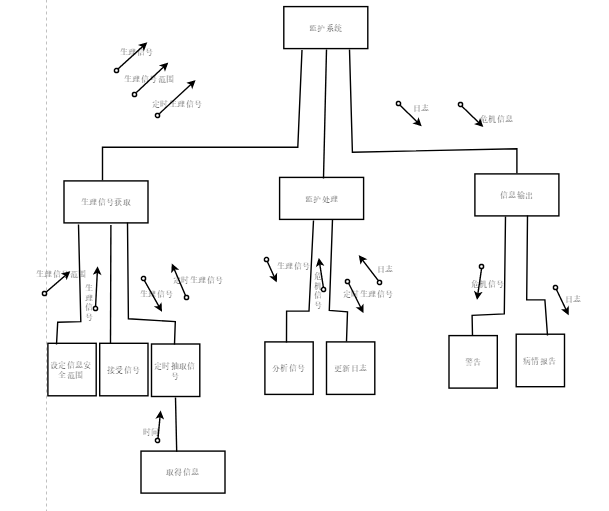 监护系统
生理信号
生理信号范围
定时生理信号
日志
危机信息
生理信号获取
监护处理
信息输出
生理信号范围
生理信号
生理信号
定时生理信号
生理信号
危机信号
定时生理信号
日志
危机信号
日志
设定信息安
全范围
接受信号
定时抽取信
号
分析信号
更新日志
警告
病情报告
时间
取得信息